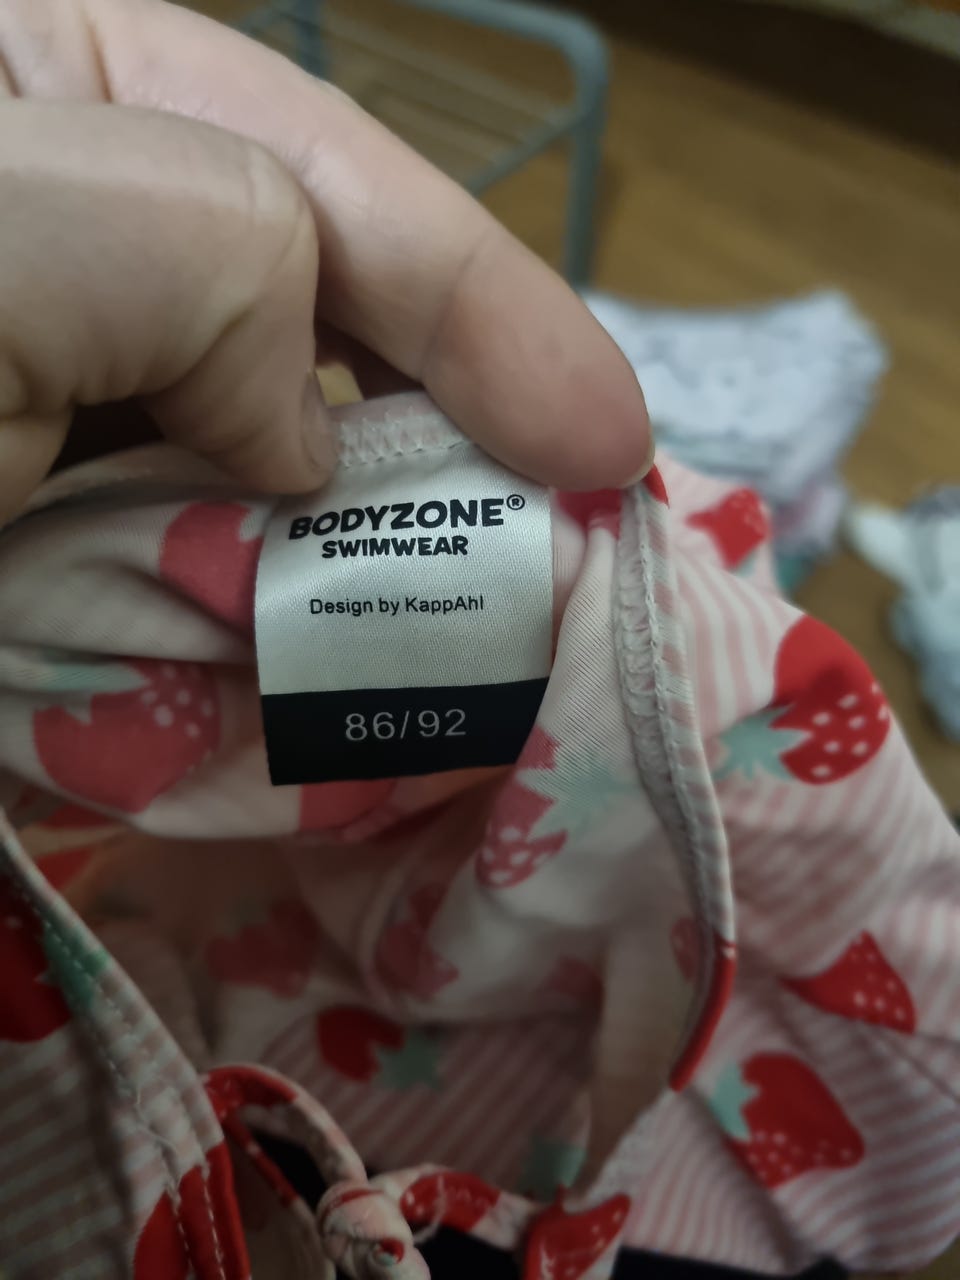 BODYZONE®
SWIMWEAR
Design by KappAhl
86/92